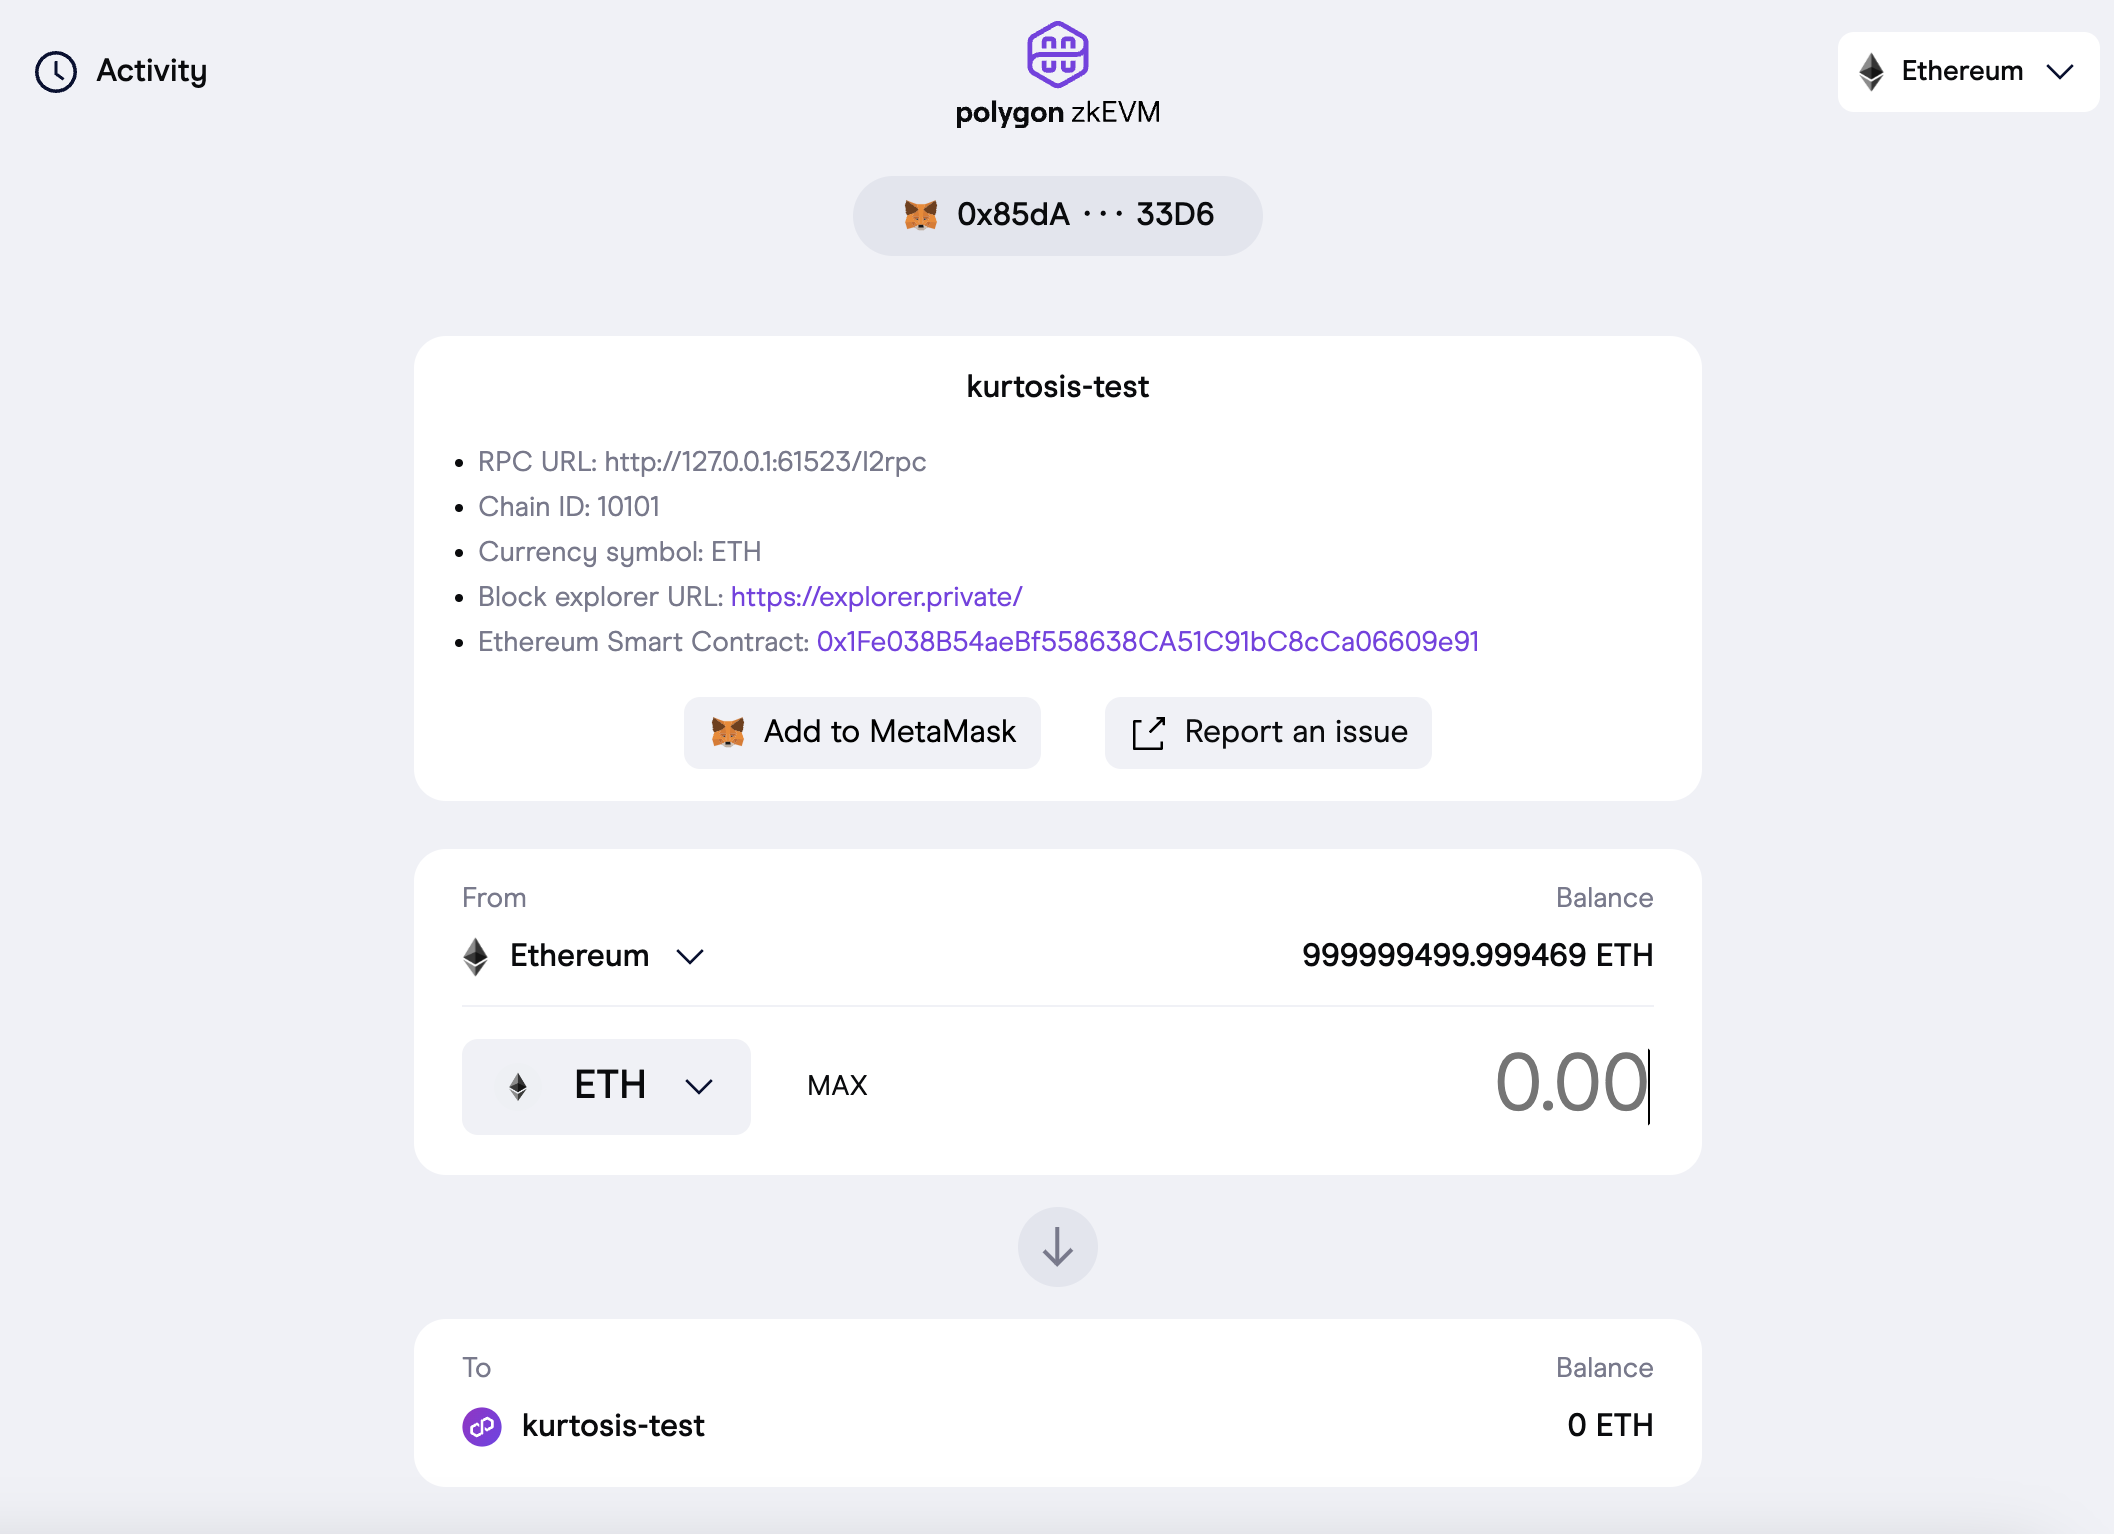 Activity
polygon zkEVM
Ethereum
0x85dA ··· 33D6
kurtosis-test
• RPC URL: http://127.0.0.1:61523/l2rpc
• Chain ID: 10101
• Currency symbol: ETH
• Block explorer URL: https://explorer.private/
• Ethereum Smart Contract: 0x1Fe038B54aeBf558638CA51C91bC8cCa06609e91
Add to MetaMask
Report an issue
From
Balance
Ethereum
999999499.999469 ETH
ETH
MAX
0.00
To
Balance
kurtosis-test
0 ETH